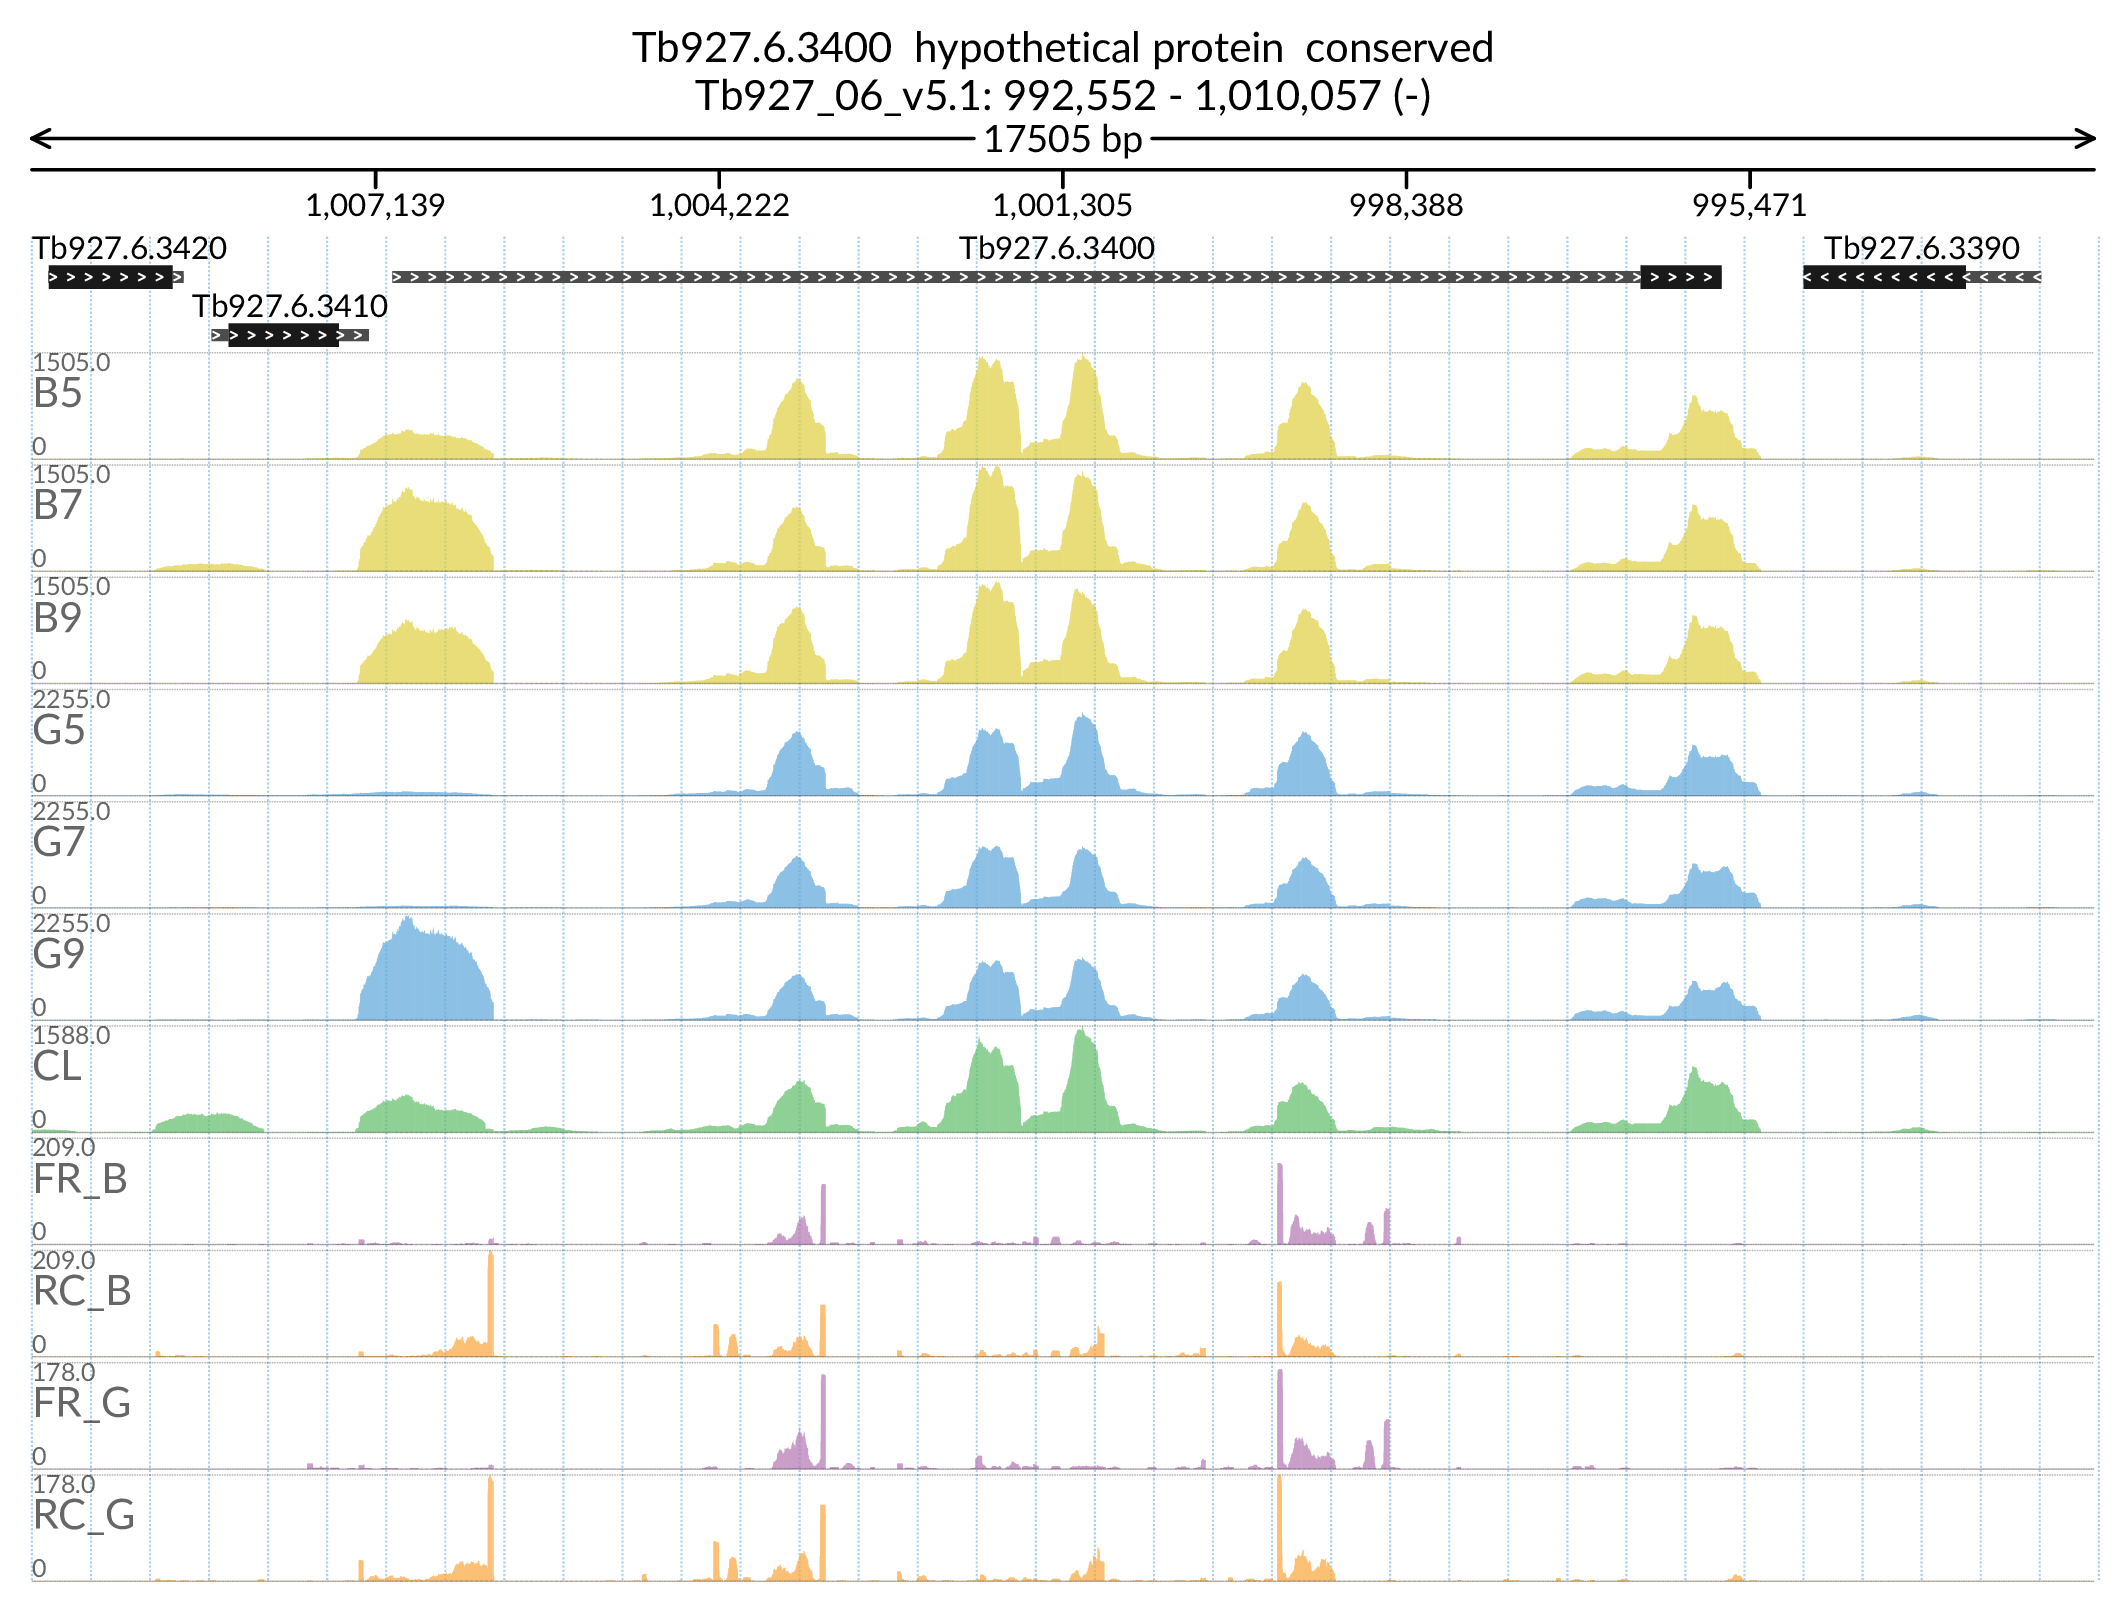 Tb927.6.3400  hypothetical protein  conserved
Tb927_06_v5.1: 992,552 - 1,010,057 (-)
17505 bp
1,007,139 1,004,222 1,001,305 998,388 995,471
Tb927.6.3420 Tb927.6.3400 Tb927.6.3390
Tb927.6.3410
1505.0
B5
0
1505.0
B7
0
1505.0
B9
0
2255.0
G5
0
2255.0
G7
0
2255.0
G9
0
1588.0
CL
0
209.0
FR_B
0
209.0
RC_B
0
178.0
FR_G
0
178.0
RC_G
0